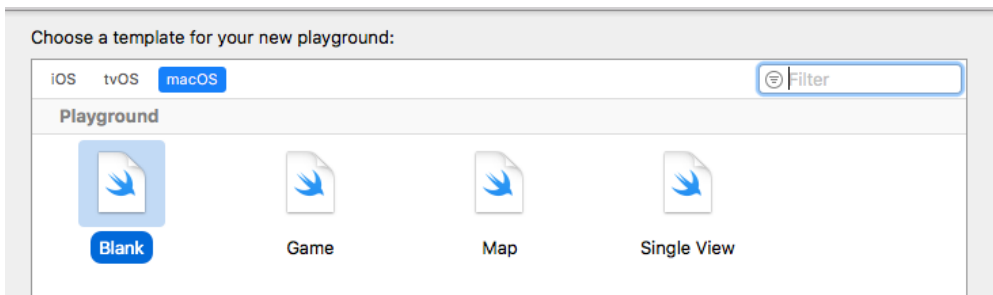 Choose a template for your new playground:
iOS tvOS macOS Filter
Playground
Blank Game Map Single View